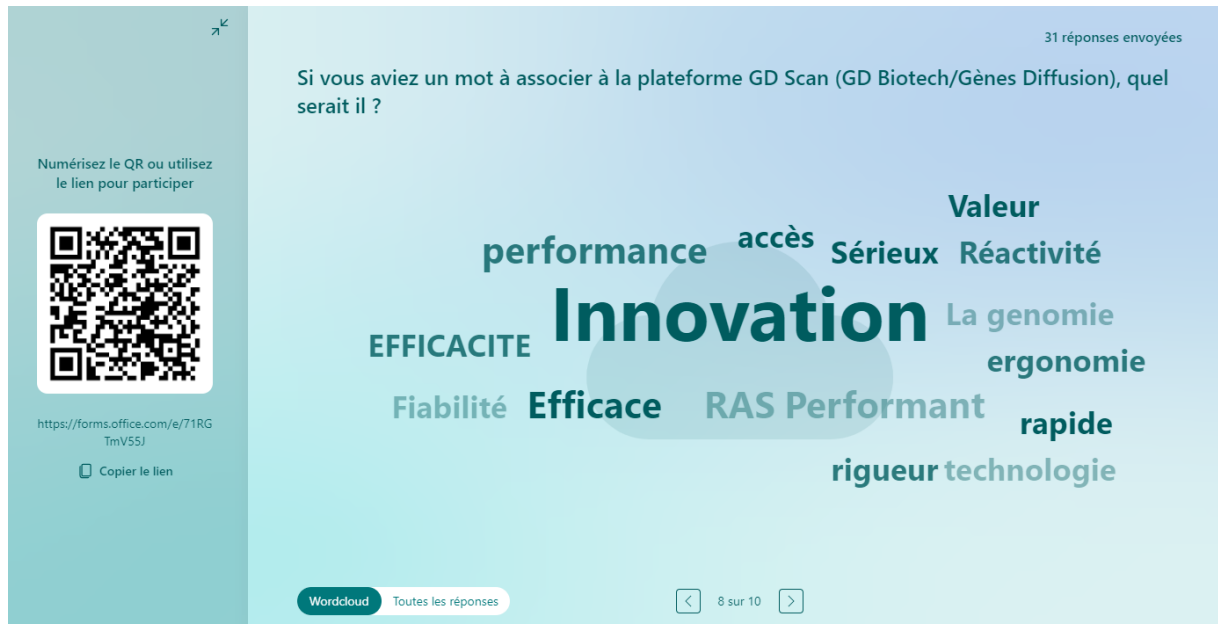 31 réponses envoyées
Si vous aviez un mot à associer à la plateforme GD Scan (GD Biotech/Gènes Diffusion), quel
serait il ?
Numérisez le QR ou utilisez
le lien pour participer
https://forms.office.com/e/71RG
TmV55J
Copier le lien
Valeur
performance accès Sérieux Réactivité
Innovation La genomie
EFFICACITE ergonomie
Fiabilité Efficace RAS Performant
rapide
rigueur technologie
Wordcloud Toutes les réponses
8 sur 10